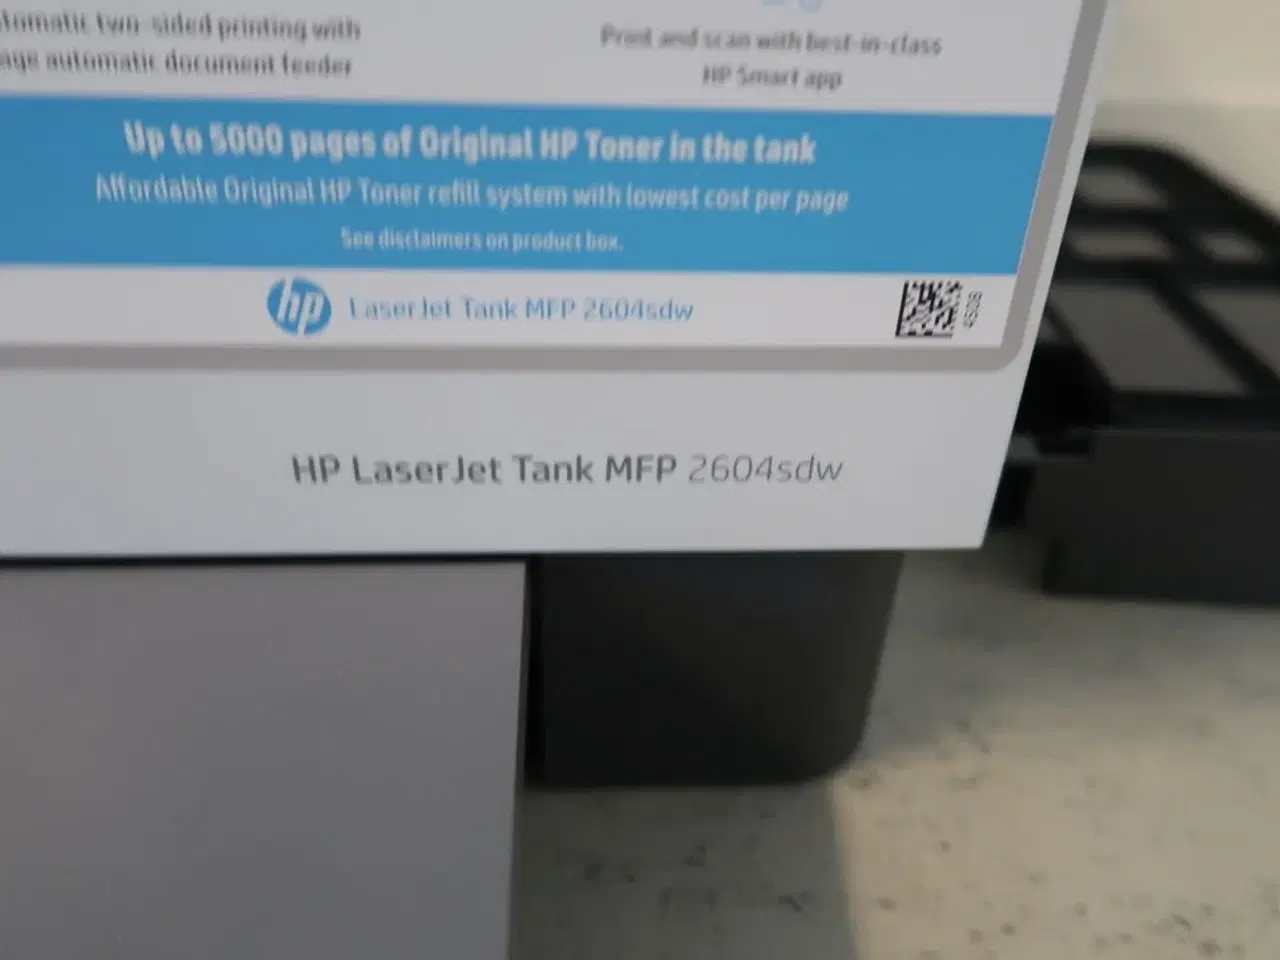 tomatic two-sided printing with
age automatic document feeder
Print and scan with best-in-class
HP Smart app
Up to 5000 pages of Original HP Toner in the tank
Affordable Original HP Toner refill system with lowest cost per page
See disclaimers on product box.
hp LaserJet Tank MFP 2604sdw
HP LaserJet Tank MFP 2604sdw